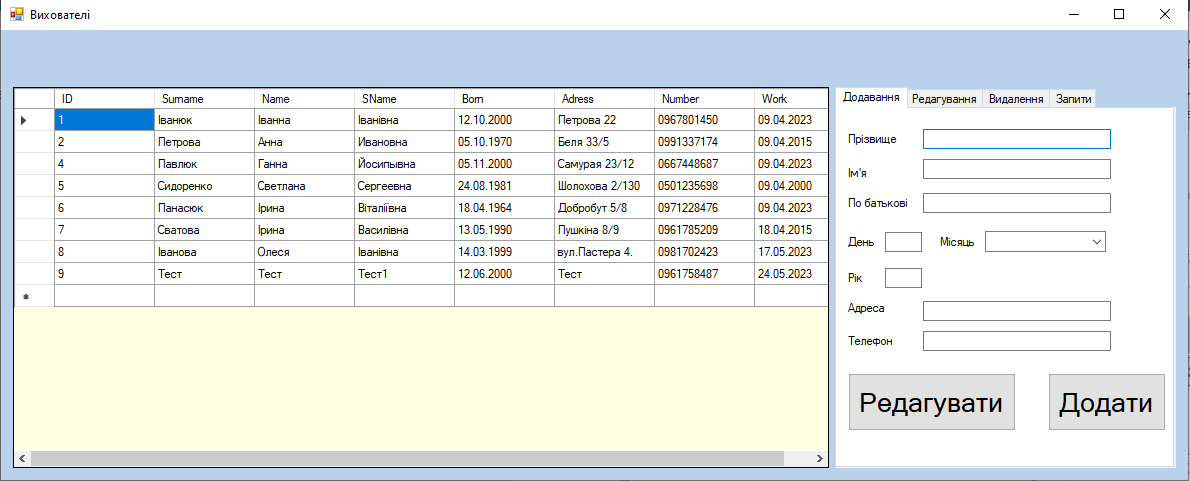 Вихователі
ID Surname Name SName Born Adress Number Work
1 Іванюк Іванна Іванівна 12.10.2000 Петрова 22 0967801450 09.04.2023
2 Петрова Анна Ивановна 05.10.1970 Беля 33/5 0991337174 09.04.2015
4 Павлюк Ганна Йосипывна 05.11.2000 Самурая 23/12 0667448687 09.04.2023
5 Сидоренко Светлана Сергеевна 24.08.1981 Шолохова 2/130 0501235698 09.04.2000
6 Панасюк Ірина Віталіївна 18.04.1964 Добробут 5/8 0971228476 09.04.2023
7 Сватова Ірина Василівна 13.05.1990 Пушкіна 8/9 0961785209 18.04.2015
8 Іванова Олеся Іванівна 14.03.1999 вул.Пастера 4. 0981702423 17.05.2023
9 Тест Тест Тест1 12.06.2000 Тест 0961758487 24.05.2023
Додавання Редагування Видалення Запити
Прізвище
Ім'я
По батькові
День Місяць
Рік
Адреса
Телефон
Редагувати Додати